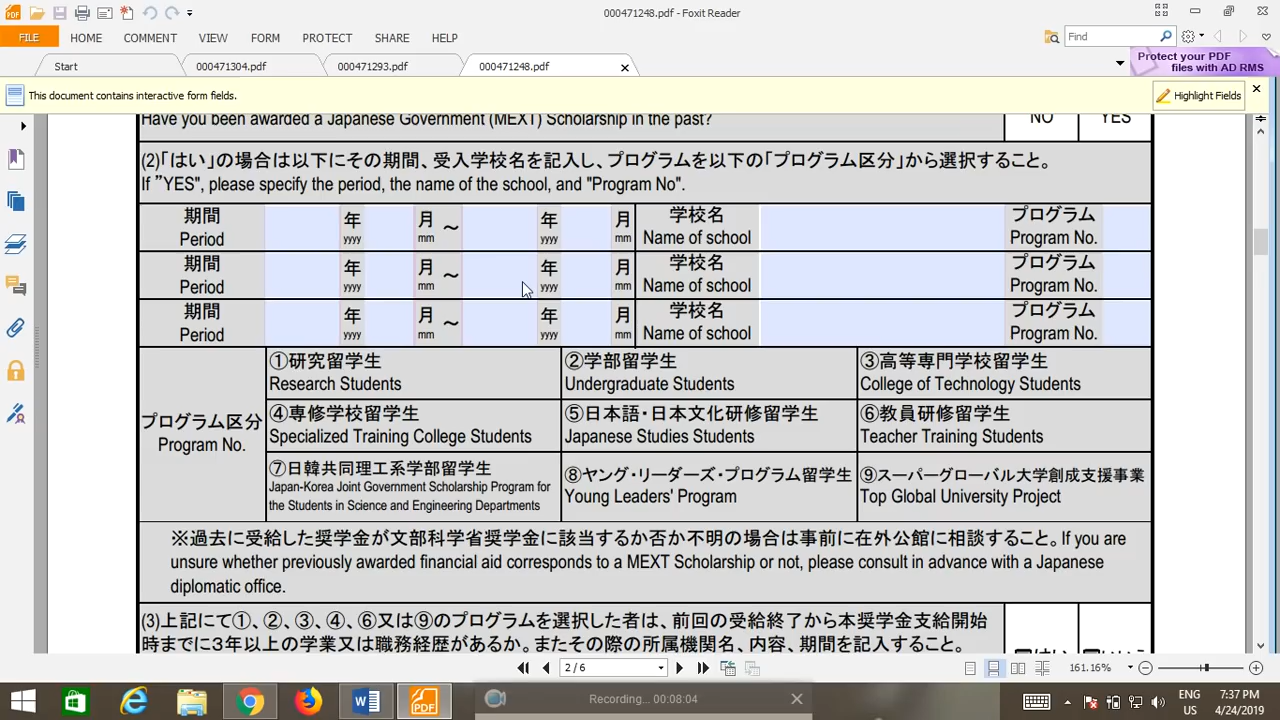 000471248.pdf - Foxit Reader
FILE HOME COMMENT VIEW FORM PROTECT SHARE HELP
Find
Start 000471304.pdf 000471293.pdf 000471248.pdf
Protect your PDF
files with AD RMS
This document contains interactive form fields.
Highlight Fields
Have you been awarded a Japanese Government (MEXT) Scholarship in the past? NO YES
(2)「はい」の場合は以下にその期間、受入学校名を記入し、プログラムを以下の「プログラム区分」から選択すること。
If ”YES", please specify the period, the name of the school, and "Program No".
期間 年 月 ～ 年 月 学校名 プログラム
Period yyyy mm yyyy mm Name of school Program No.
期間 年 月 ～ 年 月 学校名 プログラム
Period yyyy mm yyyy mm Name of school Program No.
期間 年 月 ～ 年 月 学校名 プログラム
Period yyyy mm yyyy mm Name of school Program No.
プログラム区分
Program No.
①研究留学生
Research Students
②学部留学生
Undergraduate Students
③高等専門学校留学生
College of Technology Students
④専修学校留学生
Specialized Training College Students
⑤日本語・日本文化研修留学生
Japanese Studies Students
⑥教員研修留学生
Teacher Training Students
⑦日韓共同理工系学部留学生
Japan-Korea Joint Government Scholarship Program for
the Students in Science and Engineering Departments
⑧ヤング・リーダーズ・プログラム留学生
Young Leaders' Program
⑨スーパーグローバル大学創成支援事業
Top Global University Project
※過去に受給した奨学金が文部科学省奨学金に該当するか否か不明の場合は事前に在外公館に相談すること。If you are
unsure whether previously awarded financial aid corresponds to a MEXT Scholarship or not, please consult in advance with a Japanese
diplomatic office.
(3)上記にて①、②、③、④、⑥又は⑨のプログラムを選択した者は、前回の受給終了から本奨学金支給開始
時までに3年以上の学業又は職務経歴があるか。またその際の所属機関名、内容、期間を記入すること。
□はい □いいえ
2 / 6
161.16%
Recording... 00:08:04
ENG
US
7:37 PM
4/24/2019